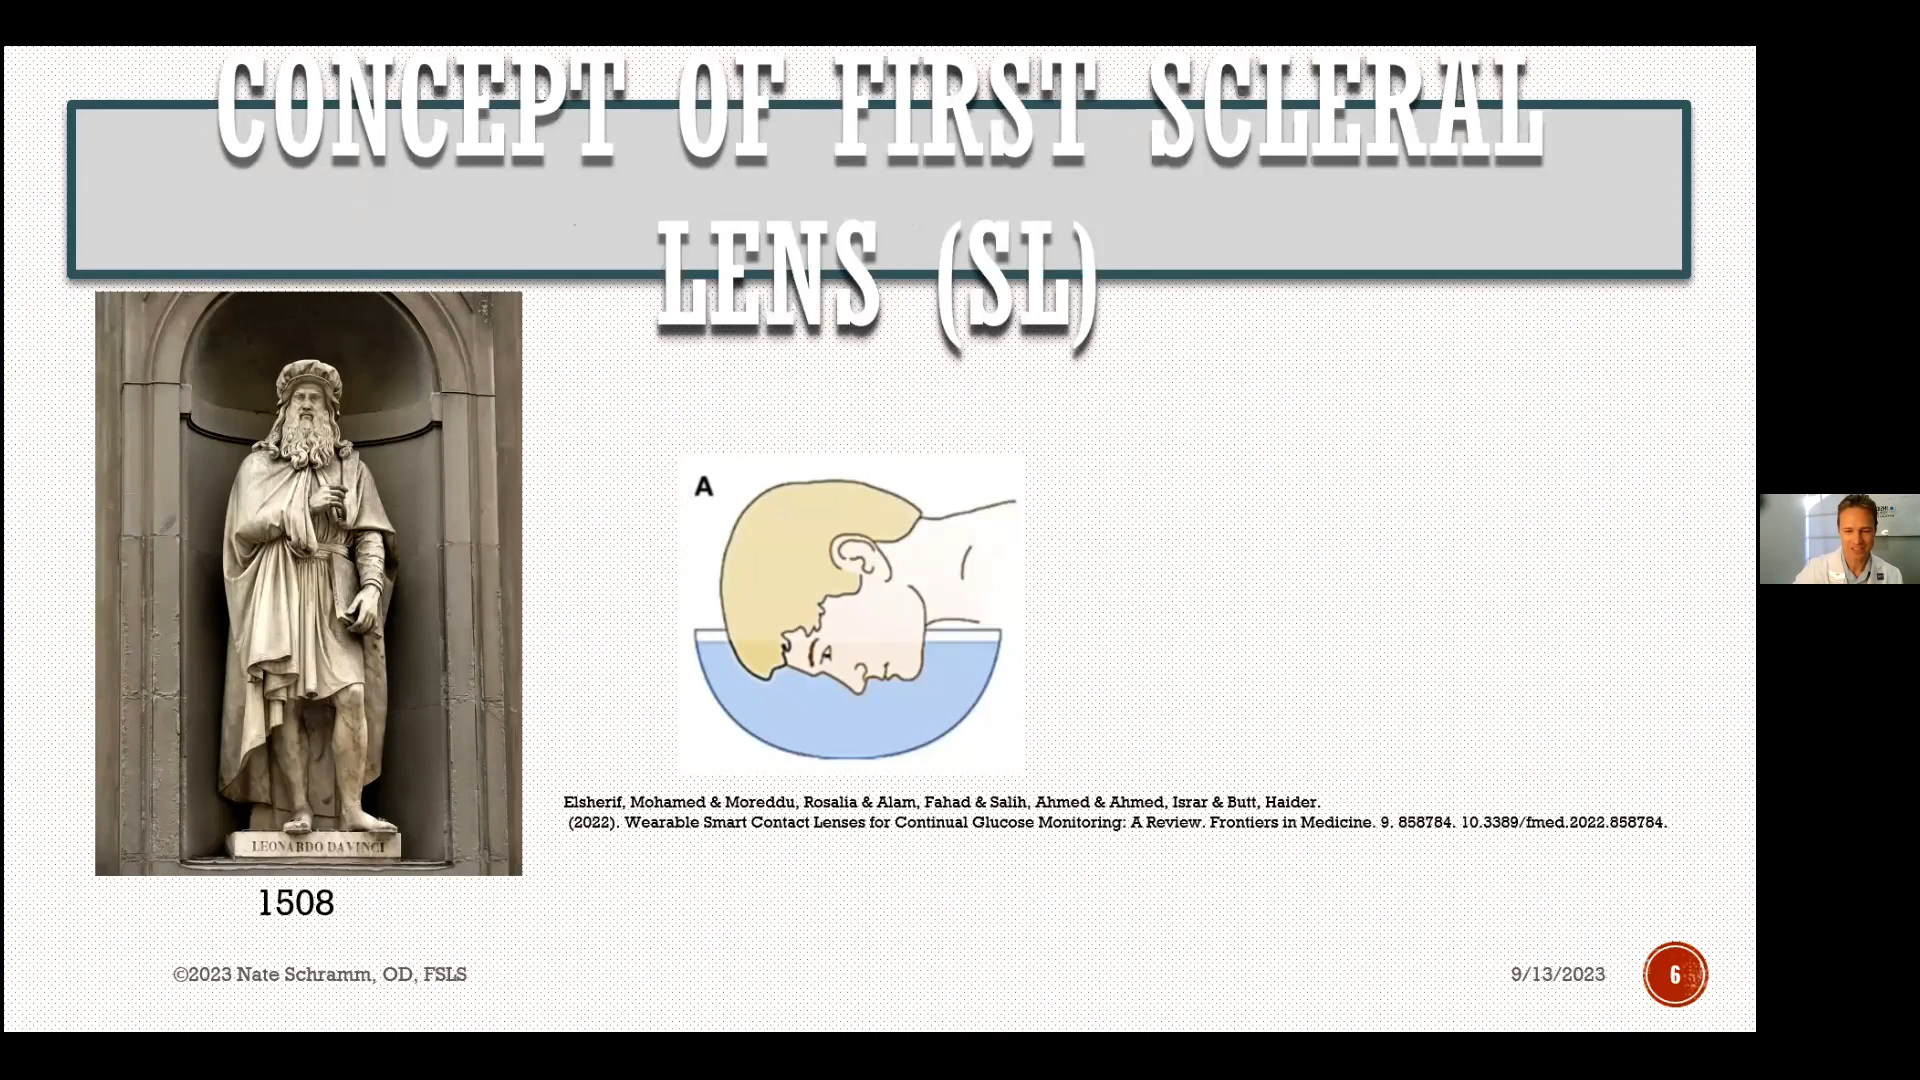 CONCEPT OF FIRST SCLERAL
LENS (SL)
A
LEONARDO DA VINCI
1508
Elsherif, Mohamed & Moreddu, Rosalia & Alam, Fahad & Salih, Ahmed & Ahmed, Israr & Butt, Haider.
(2022). Wearable Smart Contact Lenses for Continual Glucose Monitoring: A Review. Frontiers in Medicine. 9. 858784. 10.3389/fmed.2022.858784.
©2023 Nate Schramm, OD, FSLS
9/13/2023
6